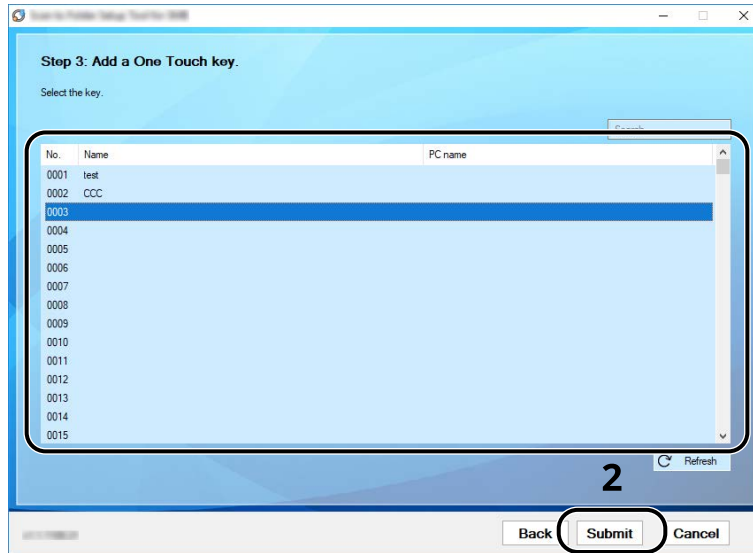 Step 3: Add a One Touch key.
Select the key.
No. Name PC name
0001 test
0002 CCC
0003
0004
0005
0006
0007
0008
0009
0010
0011
0012
0013
0014
0015
Refresh
2
Back Submit Cancel